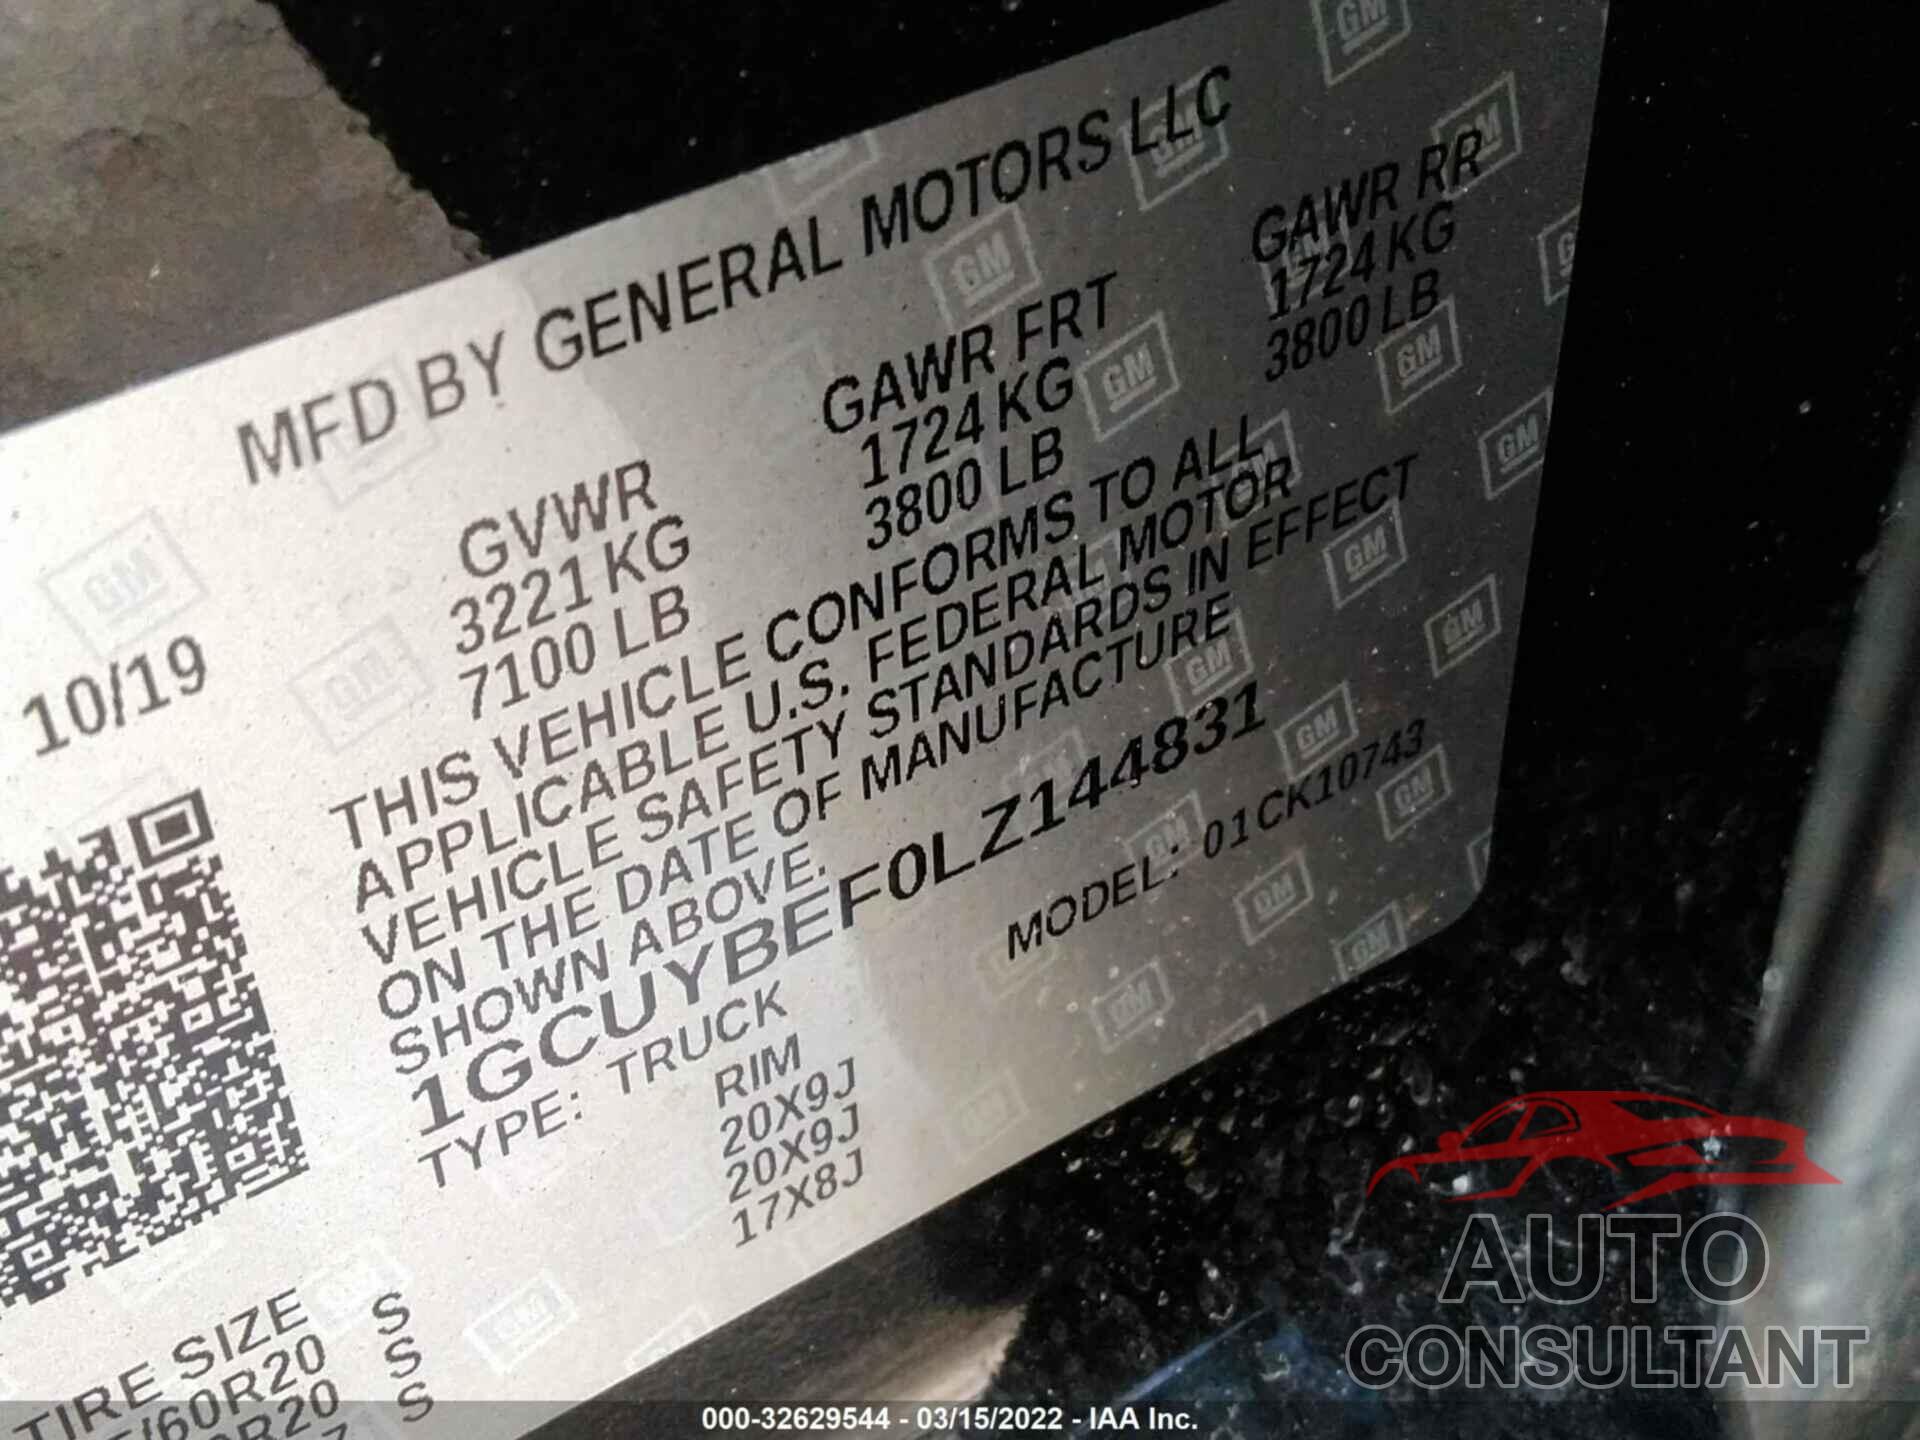 MFD BY GENERAL MOTORS LLC
10/19
GVWR
3221 KG
7100 LB
GAWR FRT
1724 KG
3800 LB
GAWR RR
1724 KG
3800 LB
THIS VEHICLE CONFORMS TO ALL
APPLICABLE U.S. FEDERAL MOTOR
VEHICLE SAFETY STANDARDS IN EFFECT
ON THE DATE OF MANUFACTURE
SHOWN ABOVE.
1GCUYBEF0LZ144831
TYPE: TRUCK
MODEL: 01CK10743
TIRE SIZE
S
S
S
RIM
20X9J
20X9J
17X8J
GM
AUTO
CONSULTANT
000-32629544 - 03/15/2022 - IAA Inc.